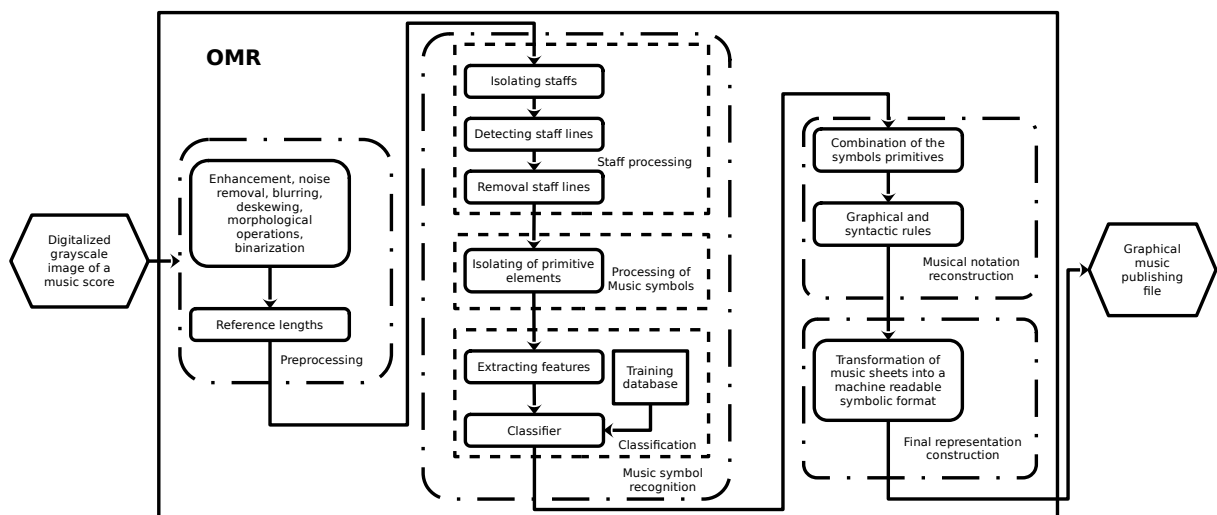 OMR
Digitalized
grayscale
image of a
music score
Enhancement, noise
removal, blurring,
deskewing,
morphological
operations,
binarization
Reference lengths
Preprocessing
Isolating staffs
Detecting staff lines
Staff processing
Removal staff lines
Isolating of primitive
elements
Processing of
Music symbols
Extracting features
Training
database
Classifier
Classification
Music symbol
recognition
Combination of the
symbols primitives
Graphical and
syntactic rules
Musical notation
reconstruction
Transformation of
music sheets into a
machine readable
symbolic format
Final representation
construction
Graphical
music
publishing
file